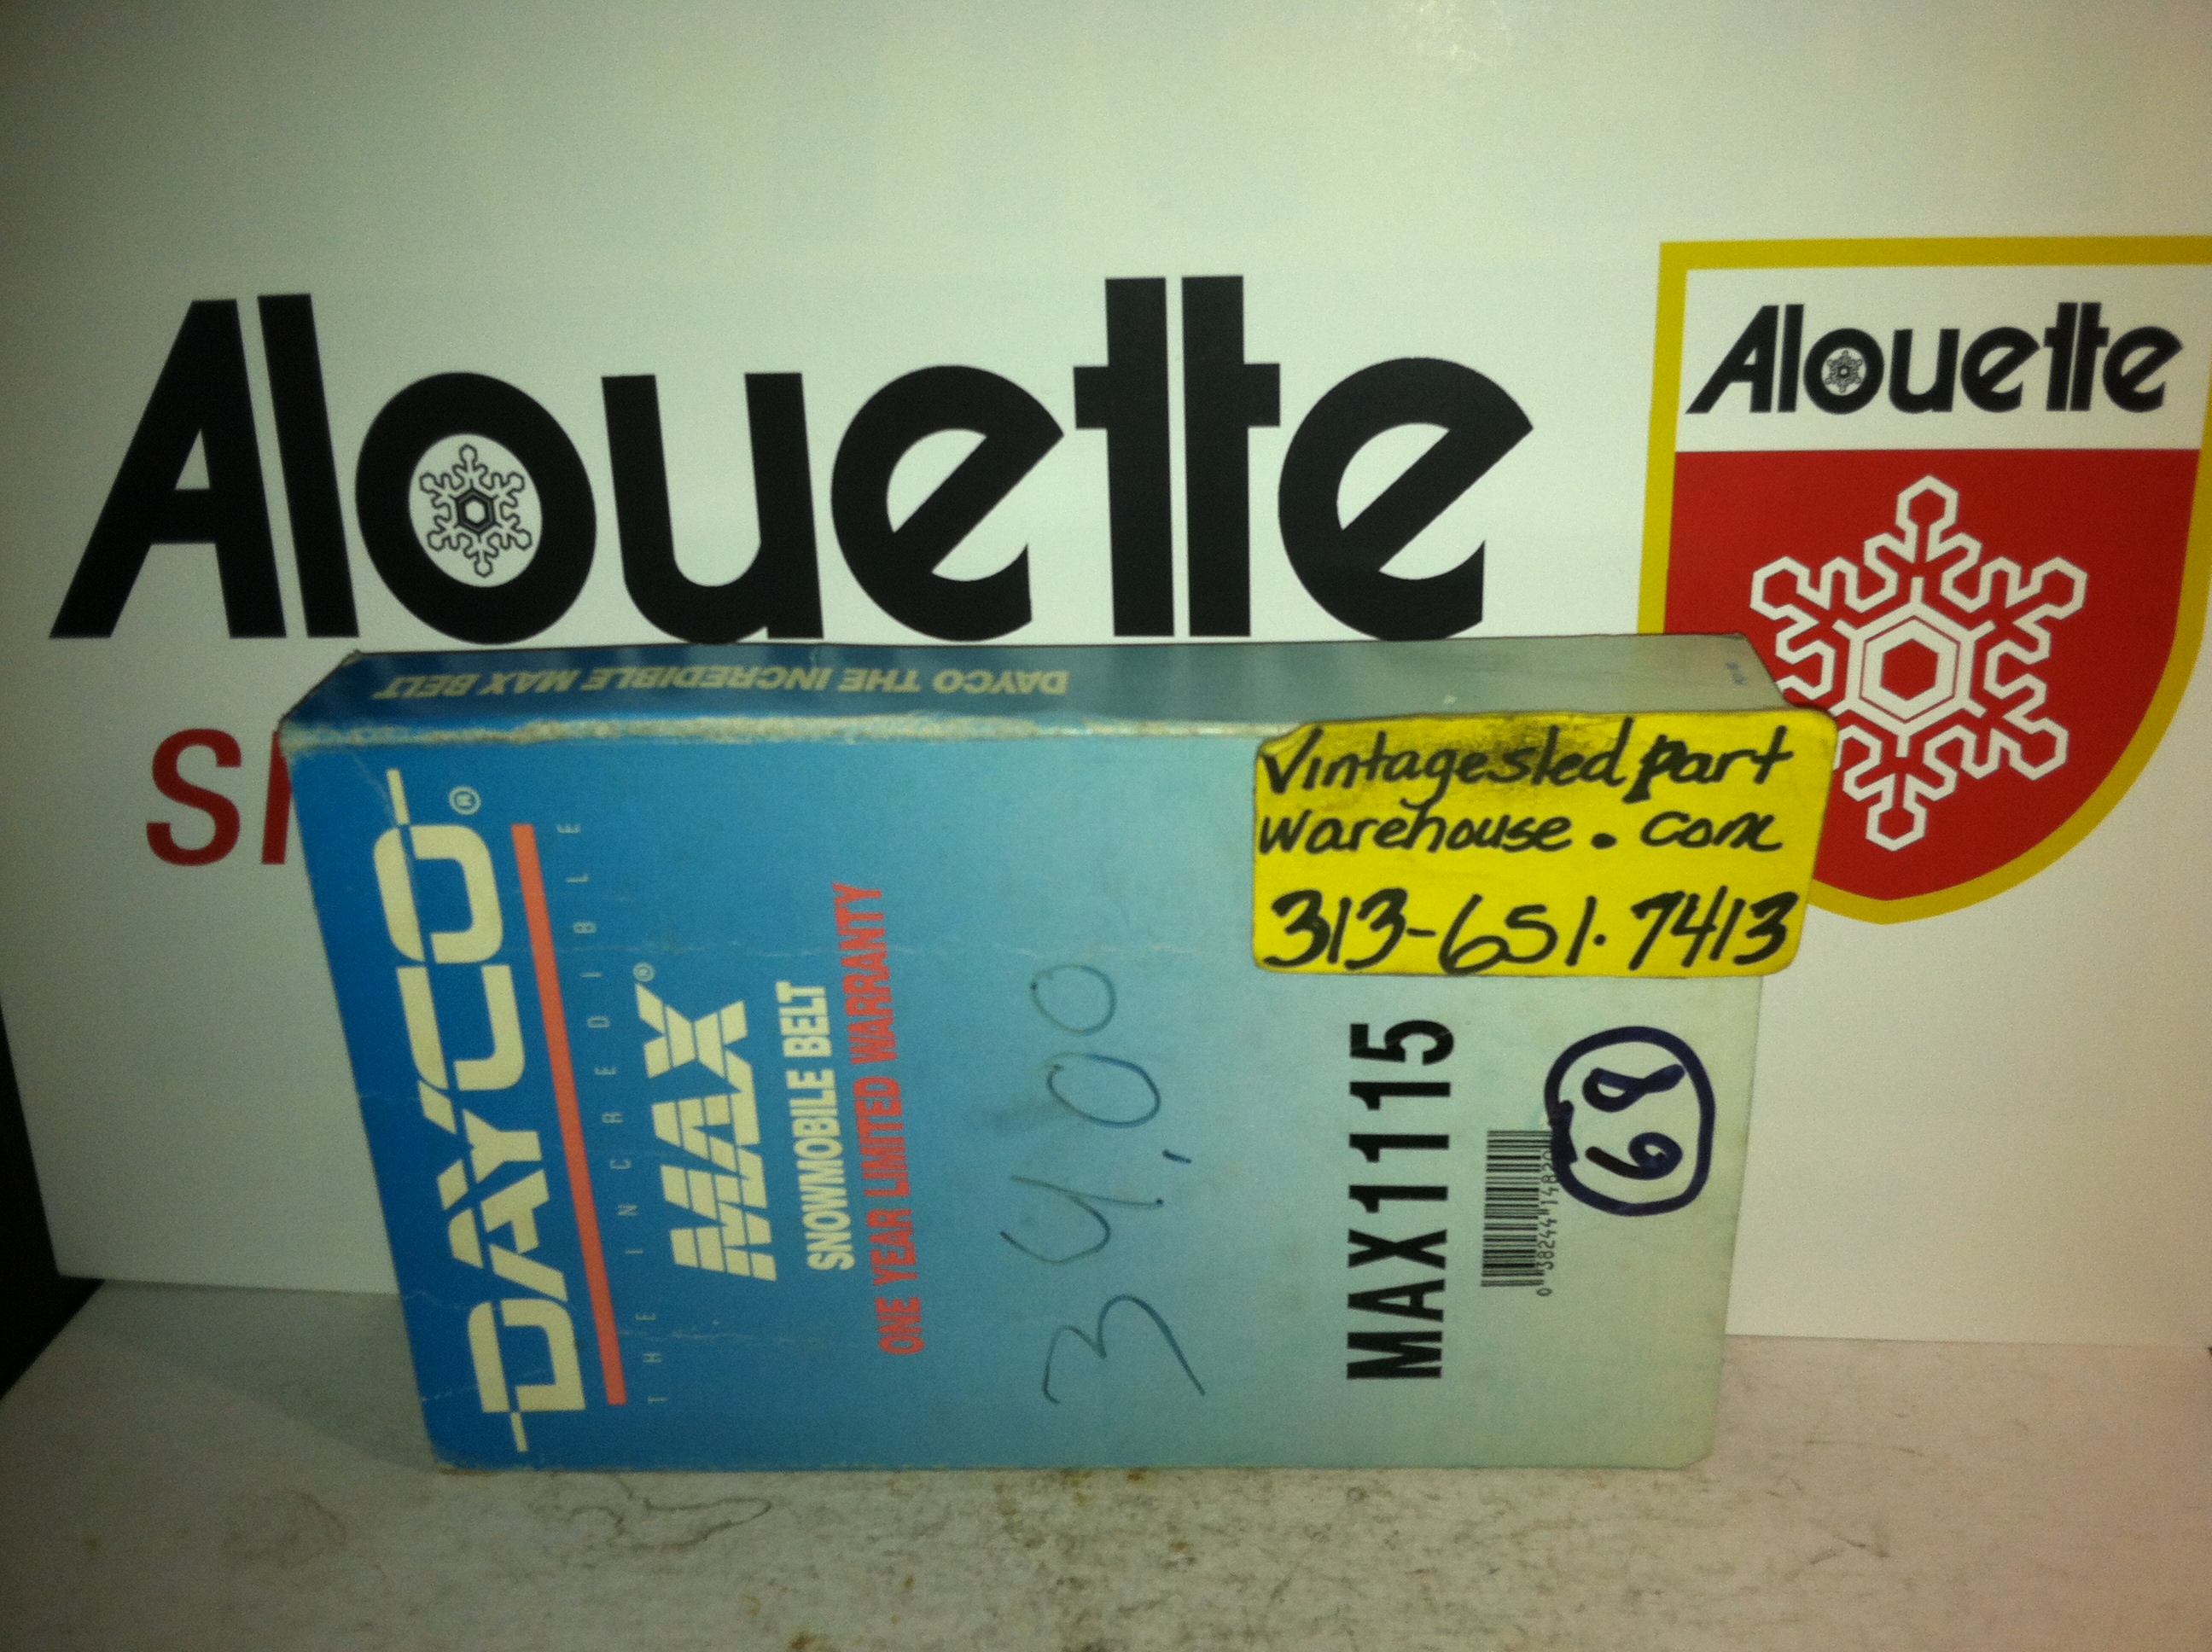 Alouette
Alouette
DAYCO THE INCREDIBLE MAX BELT
Vintagesled part
warehouse.com
313-651.7413
DAYCO®
THE INCREDIBLE
MAX®
SNOWMOBILE BELT
ONE YEAR LIMITED WARRANTY
34.00
MAX1115
68